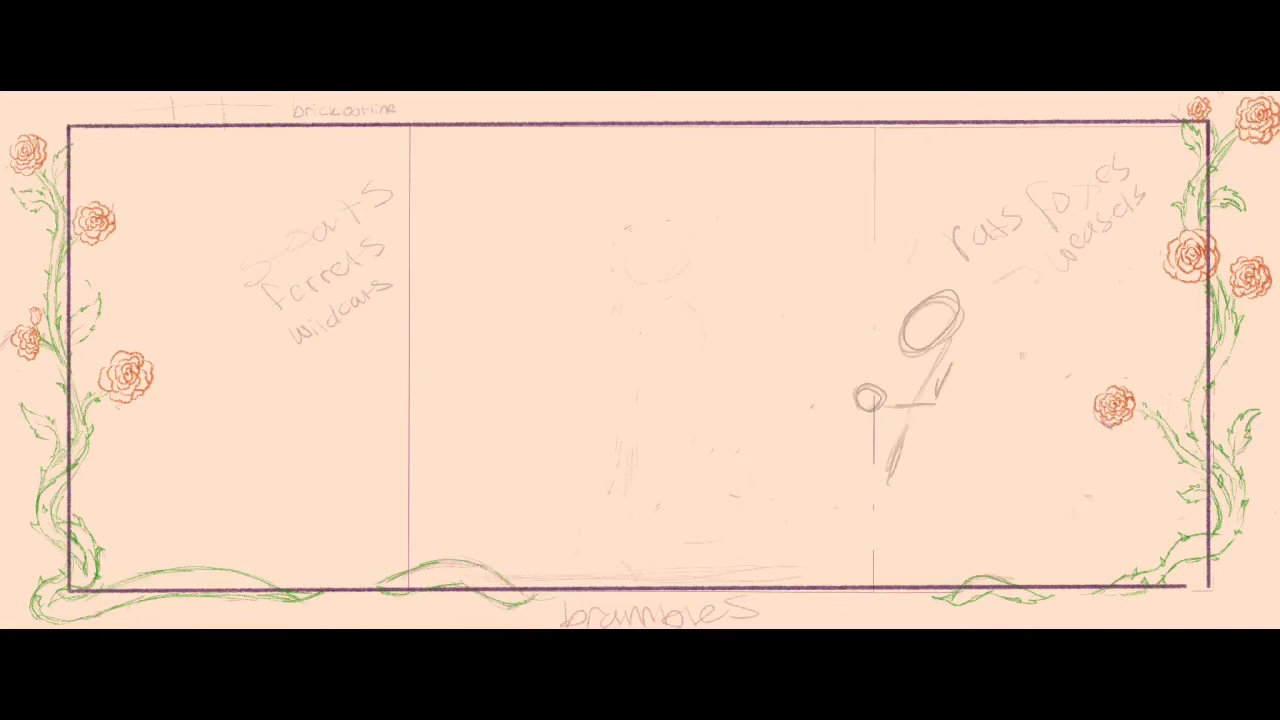 brickoutline
stoats
ferrets
wildcats
rats foxes
weasels
brambles